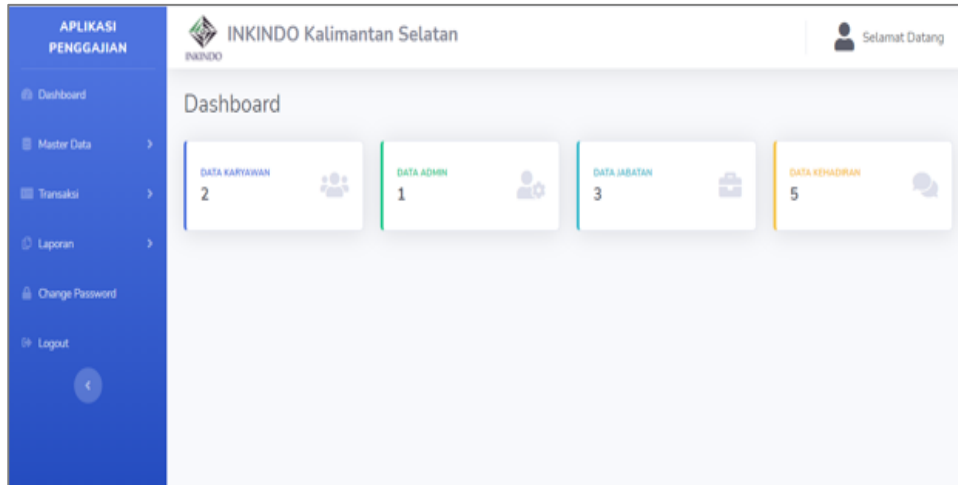 APLIKASI
PENGGAJIAN
INKINDO
INKINDO Kalimantan Selatan
Selamat Datang
Dashboard
Master Data
Transaksi
Laporan
Change Password
Logout
Dashboard
DATA KARYAWAN
2
DATA ADMIN
1
DATA JABATAN
3
DATA KEHADIRAN
5